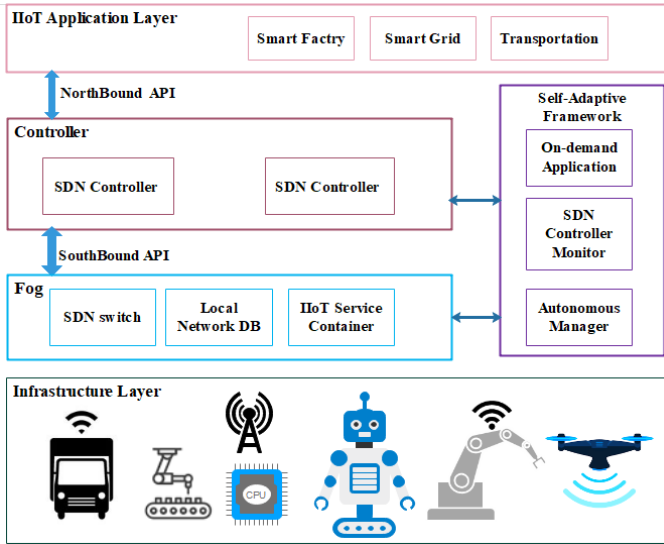 IIoT Application Layer
Smart Factry
Smart Grid
Transportation
NorthBound API
Controller
SDN Controller
SDN Controller
SouthBound API
Fog
SDN switch
Local
Network DB
IIoT Service
Container
Self-Adaptive
Framework
On-demand
Application
SDN
Controller
Monitor
Autonomous
Manager
Infrastructure Layer
CPU